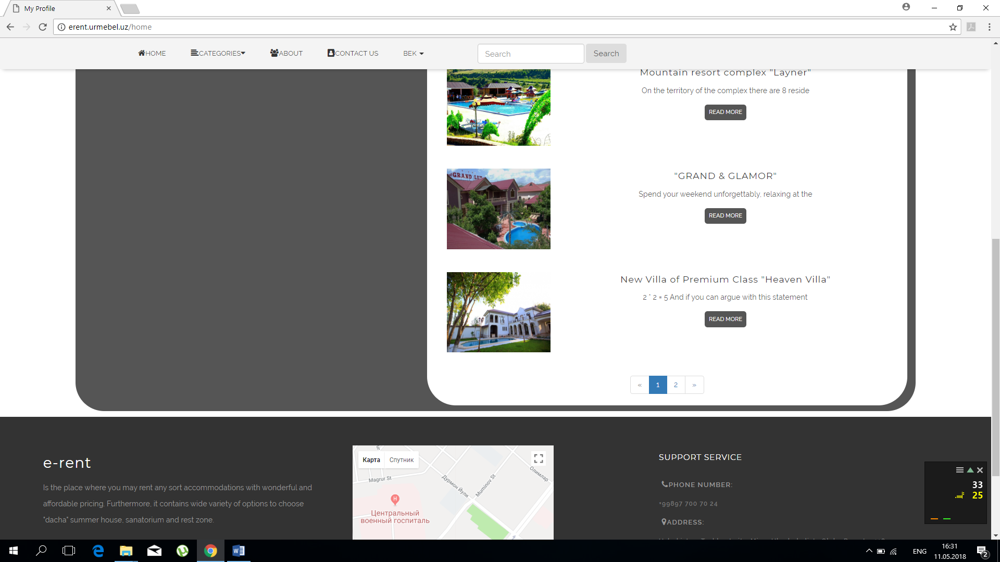 My Profile
erent.urmebel.uz/home
HOME
CATEGORIES
ABOUT
CONTACT US
BEK
Search
Search
Mountain resort complex "Layner"
On the territory of the complex there are 8 reside
READ MORE
GRAND LUX
"GRAND & GLAMOR"
Spend your weekend unforgettably, relaxing at the
READ MORE
New Villa of Premium Class "Heaven Villa"
2 * 2 = 5 And if you can argue with this statement
READ MORE
« 1 2 »
e-rent
Is the place where you may rent any sort accommodations with wonderful and
affordable pricing. Furthermore, it contains wide variety of options to choose
"dacha" summer house, sanatorium and rest zone.
Карта
Спутник
Magrur St
Дурмон Йули
Muminov St
Олимлар
H
Центральный
военный госпиталь
SUPPORT SERVICE
PHONE NUMBER:
+99897 700 70 24
ADDRESS:
33
25
ENG
16:31
11.05.2018
2